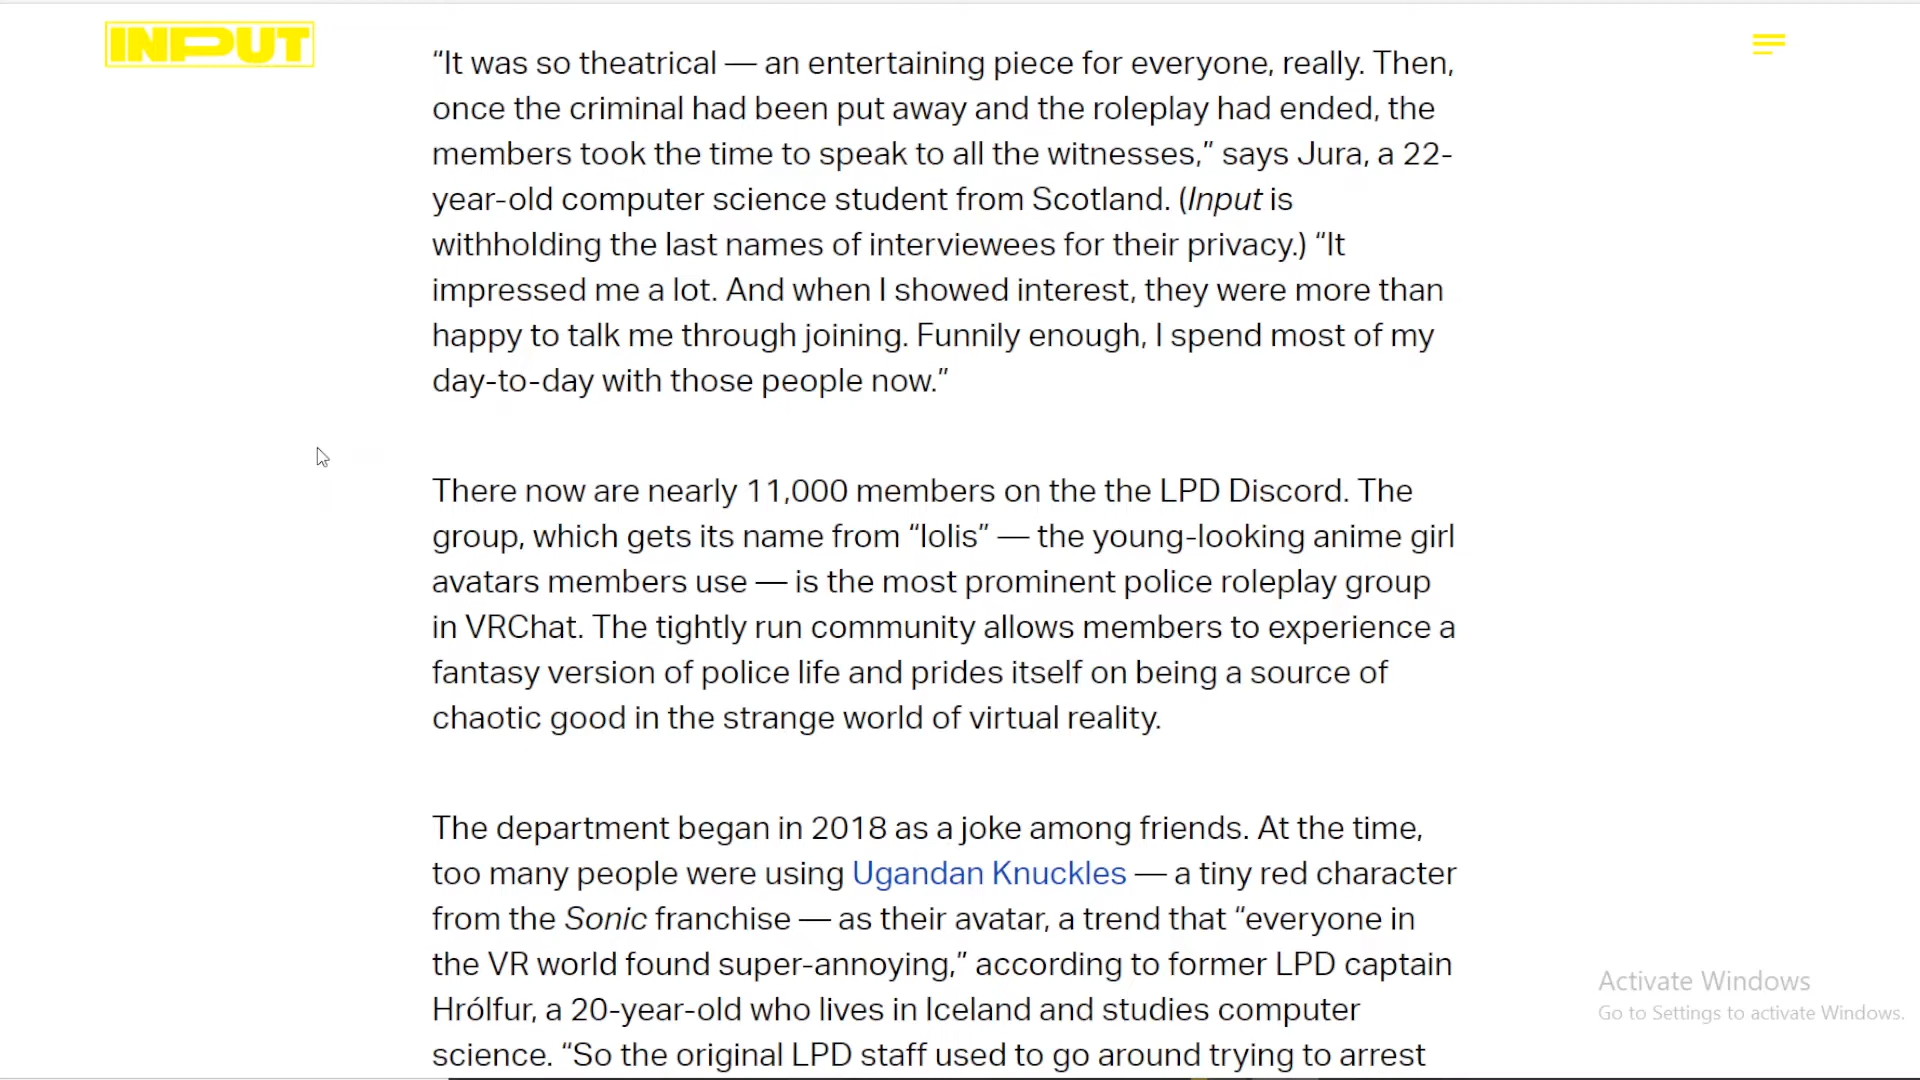 INPUT
“It was so theatrical — an entertaining piece for everyone, really. Then,
once the criminal had been put away and the roleplay had ended, the
members took the time to speak to all the witnesses,” says Jura, a 22-
year-old computer science student from Scotland. (Input is
withholding the last names of interviewees for their privacy.) “It
impressed me a lot. And when I showed interest, they were more than
happy to talk me through joining. Funnily enough, I spend most of my
day-to-day with those people now.”
There now are nearly 11,000 members on the the LPD Discord. The
group, which gets its name from “lolis” — the young-looking anime girl
avatars members use — is the most prominent police roleplay group
in VRChat. The tightly run community allows members to experience a
fantasy version of police life and prides itself on being a source of
chaotic good in the strange world of virtual reality.
The department began in 2018 as a joke among friends. At the time,
too many people were using Ugandan Knuckles — a tiny red character
from the Sonic franchise — as their avatar, a trend that “everyone in
the VR world found super-annoying,” according to former LPD captain
Hrólfur, a 20-year-old who lives in Iceland and studies computer
science. “So the original LPD staff used to go around trying to arrest
Activate Windows
Go to Settings to activate Windows.